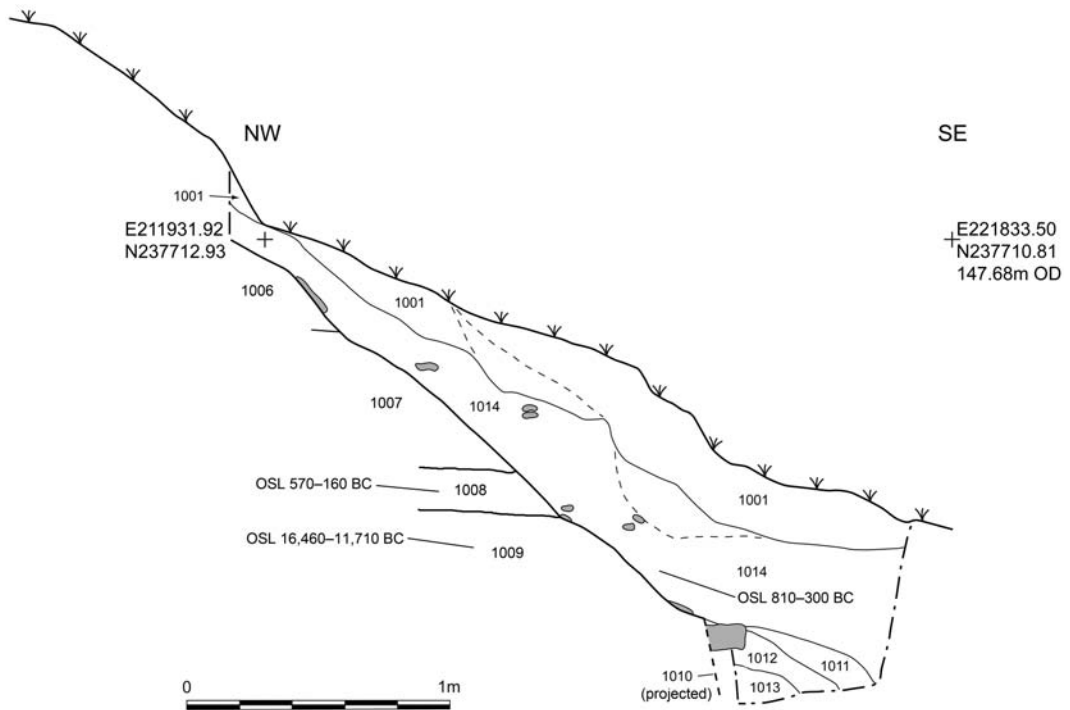 NW
SE
1001
E211931.92
N237712.93
E221833.50
N237710.81
147.68m OD
1006
1001
1007
1014
OSL 570–160 BC
1008
1001
OSL 16,460–11,710 BC
1009
1014
OSL 810–300 BC
1012
1011
1010
(projected)
1013
0
1m